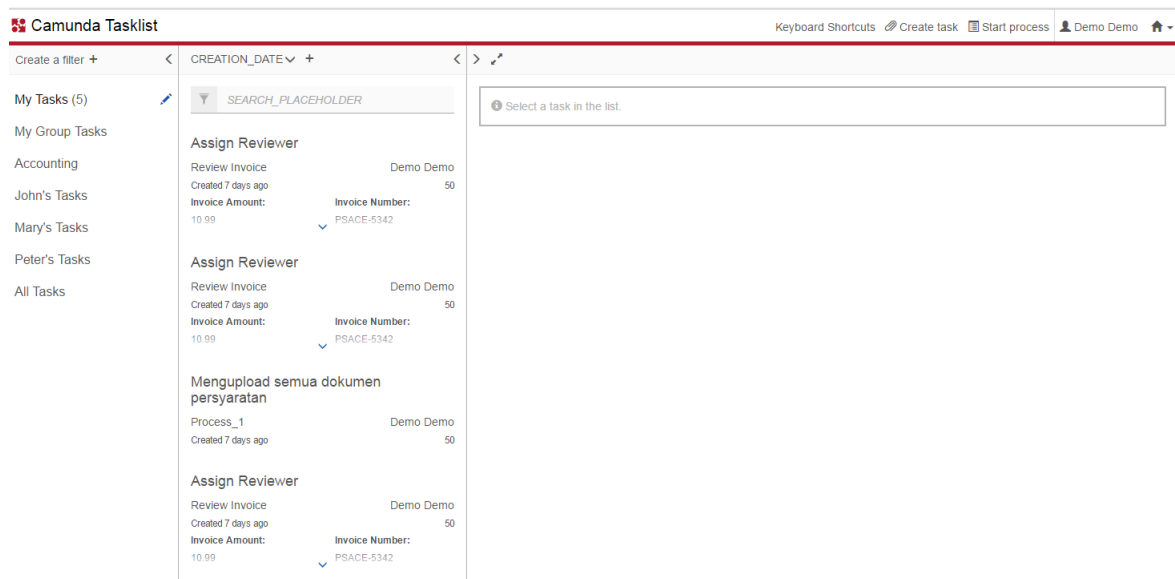 Camunda Tasklist
Keyboard Shortcuts Create task Start process Demo Demo
Create a filter +
My Tasks (5)
My Group Tasks
Accounting
John's Tasks
Mary's Tasks
Peter's Tasks
All Tasks
CREATION_DATE +
SEARCH_PLACEHOLDER
Assign Reviewer
Review Invoice Demo Demo
Created 7 days ago 50
Invoice Amount: Invoice Number:
10.99 PSACE-5342
Assign Reviewer
Review Invoice Demo Demo
Created 7 days ago 50
Invoice Amount: Invoice Number:
10.99 PSACE-5342
Mengupload semua dokumen
persyaratan
Process_1 Demo Demo
Created 7 days ago 50
Assign Reviewer
Review Invoice Demo Demo
Created 7 days ago 50
Invoice Amount: Invoice Number:
10.99 PSACE-5342
Select a task in the list.